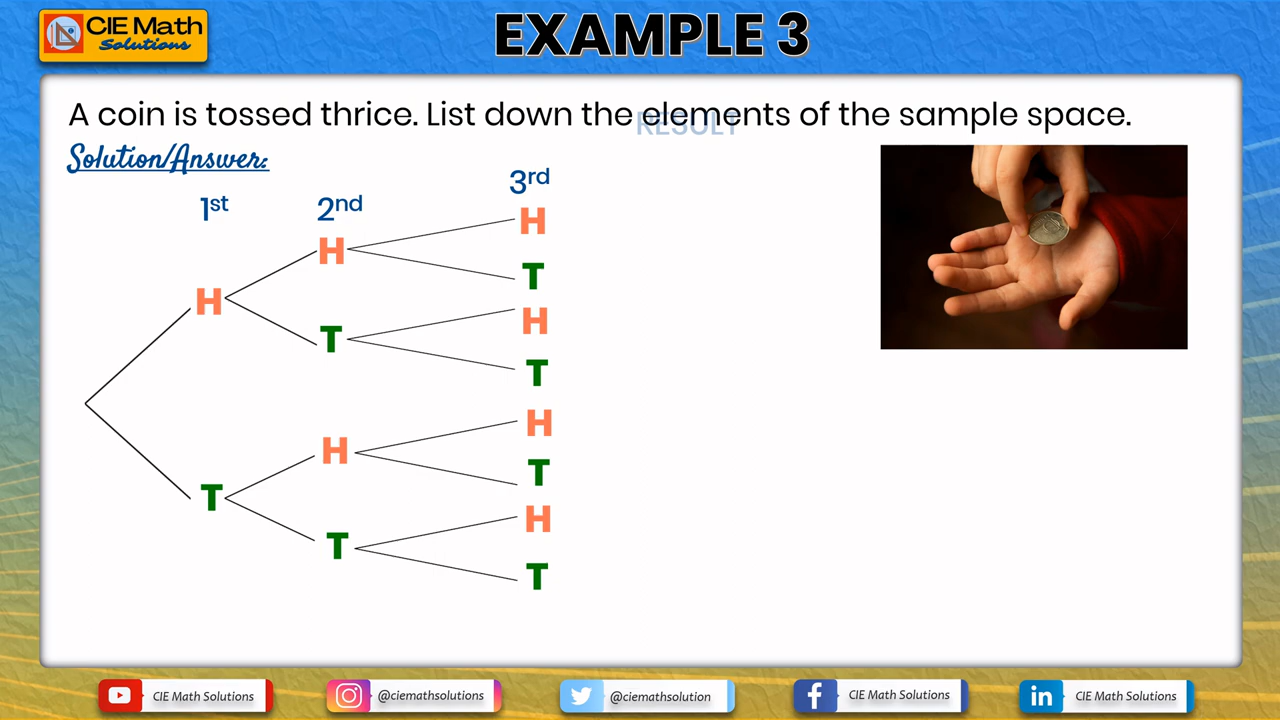 CIE Math
Solutions
EXAMPLE 3
A coin is tossed thrice. List down the elements of the sample space.
RESULT
Solution/Answer:
1st
2nd
3rd
H
H
T
H
T
H
T
H
H
T
T
H
T
T
CIE Math Solutions
@ciemathsolutions
@ciemathsolution
CIE Math Solutions
CIE Math Solutions